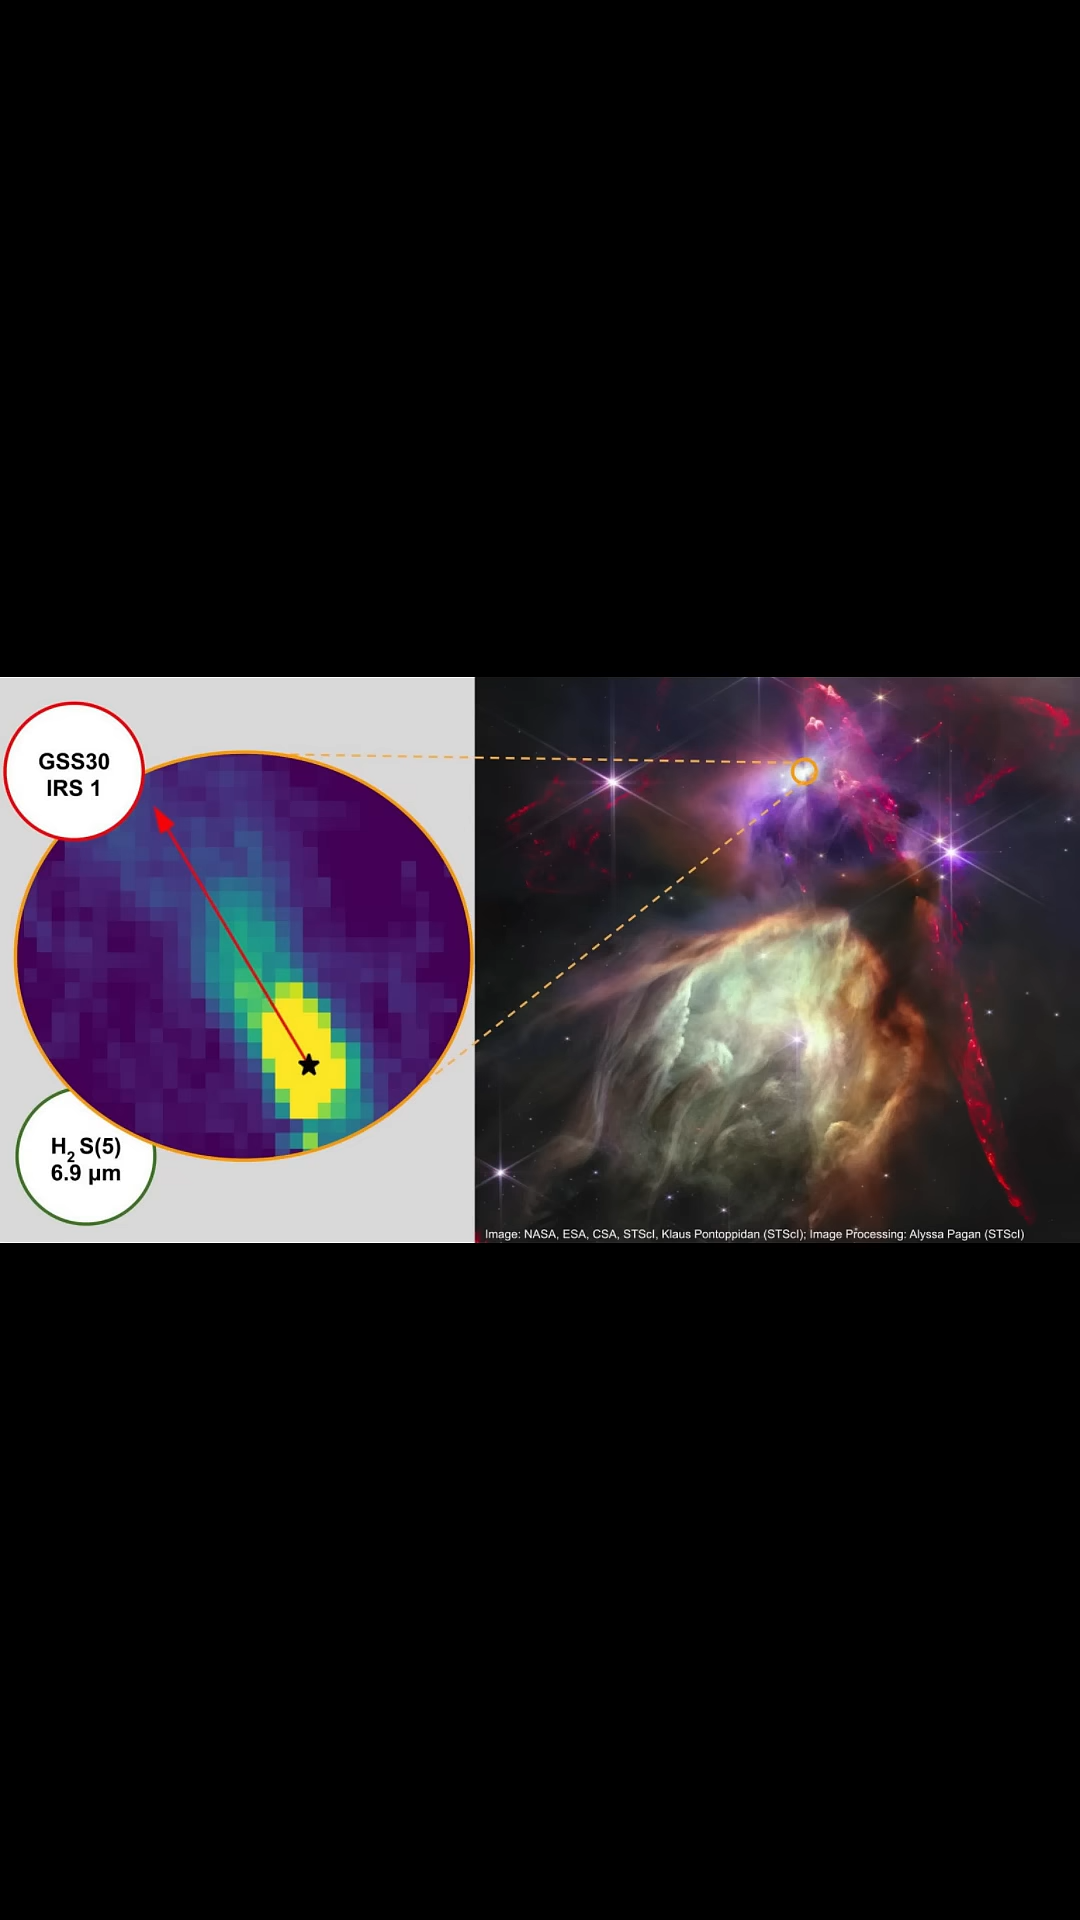 GSS30
IRS 1
H2 S(5)
6.9 µm
Image: NASA, ESA, CSA, STScI, Klaus Pontoppidan (STScI); Image Processing: Alyssa Pagan (STScI)